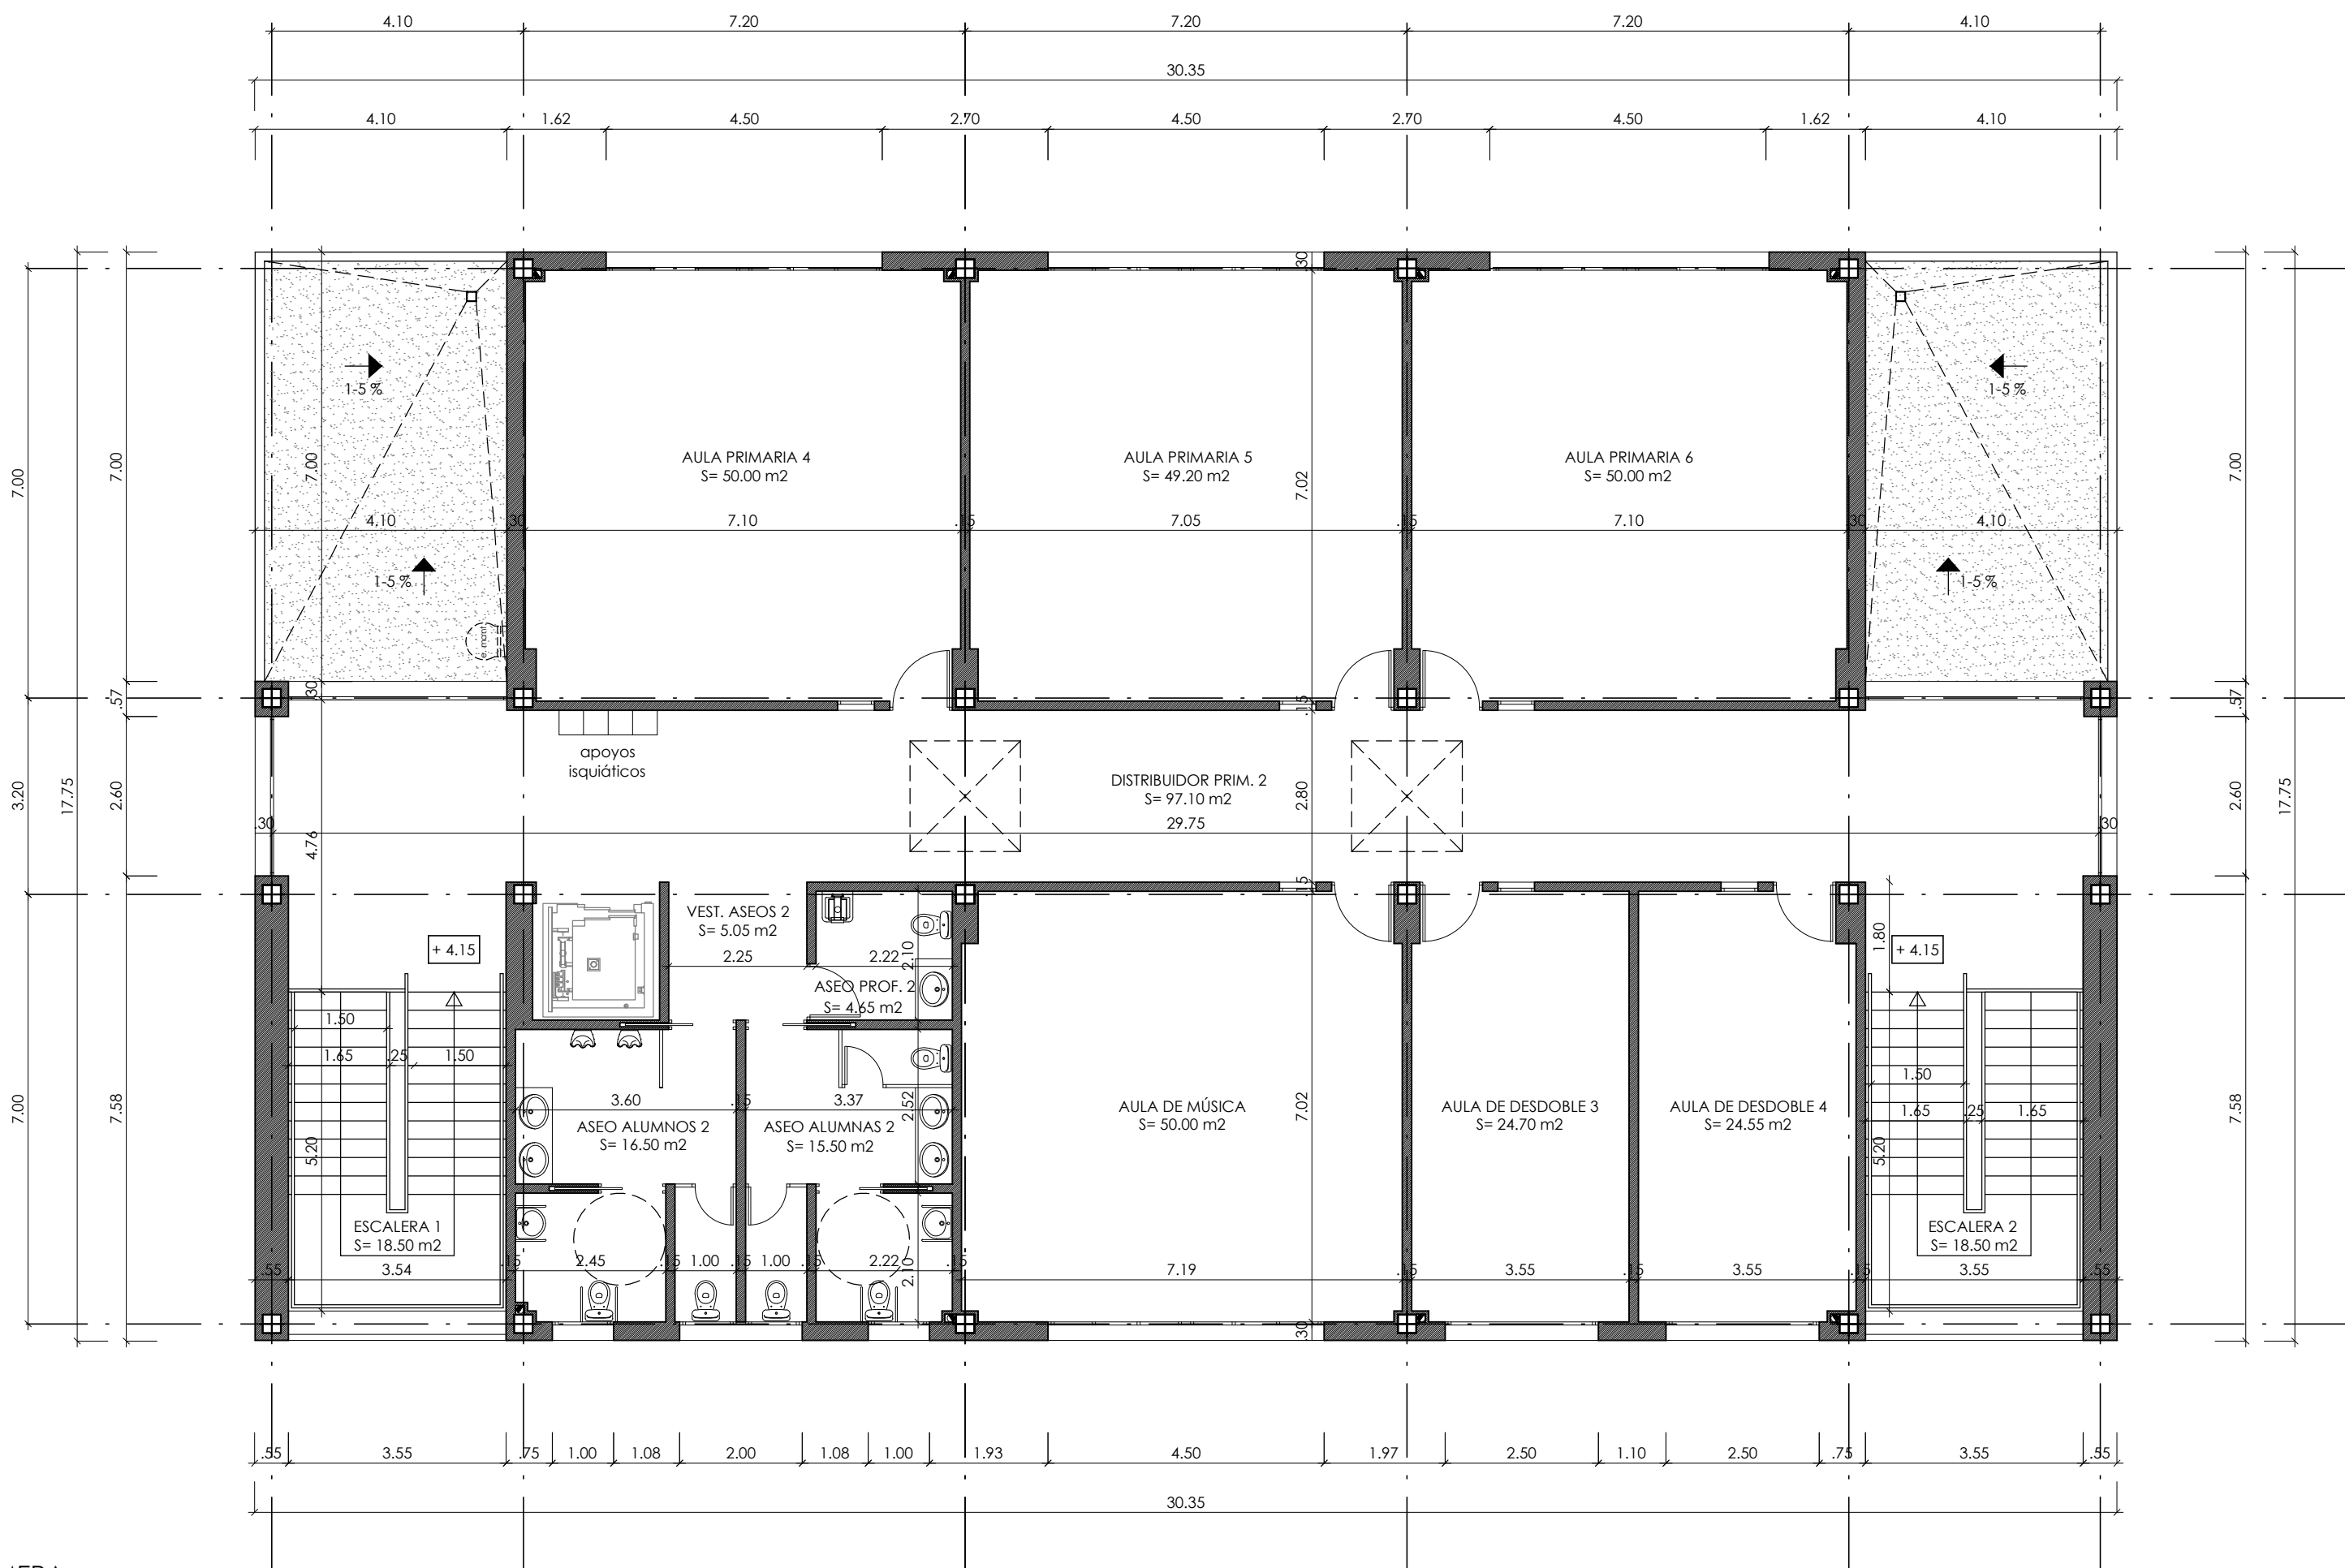 4.10 7.20 7.20 7.20 4.10
30.35
4.10 1.62 4.50 2.70 4.50 2.70 4.50 1.62 4.10
.30
1-5 %
1-5 %
AULA PRIMARIA 4
S= 50.00 m2
AULA PRIMARIA 5
S= 49.20 m2
AULA PRIMARIA 6
S= 50.00 m2
7.00
7.00
7.00
7.02
7.00
4.10
.30
7.10
.15
7.05
.15
7.10
.30
4.10
1-5 %
1-5 %
e. mant
.57
.30
.15
.57
apoyos
isquiáticos
DISTRIBUIDOR PRIM. 2
S= 97.10 m2
3.20
17.75
2.60
2.80
2.60
17.75
.30
4.76
29.75
.30
.15
VEST. ASEOS 2
S= 5.05 m2
+ 4.15
1.80
+ 4.15
2.25
2.22
2.10
ASEO PROF. 2
S= 4.65 m2
1.50
1.65
.25
1.50
3.60
.15
3.37
2.52
7.00
7.58
ASEO ALUMNOS 2
S= 16.50 m2
ASEO ALUMNAS 2
S= 15.50 m2
AULA DE MÚSICA
S= 50.00 m2
7.02
AULA DE DESDOBLE 3
S= 24.70 m2
AULA DE DESDOBLE 4
S= 24.55 m2
1.50
1.65
.25
1.65
7.58
5.20
5.20
ESCALERA 1
S= 18.50 m2
ESCALERA 2
S= 18.50 m2
.55
3.54
.15
2.45
.15
1.00
.15
1.00
.15
2.22
2.10
.15
7.19
.15
3.55
.15
3.55
.15
3.55
.55
.30
.55 3.55 .75 1.00 1.08 2.00 1.08 1.00 1.93 4.50 1.97 2.50 1.10 2.50 .75 3.55 .55
30.35